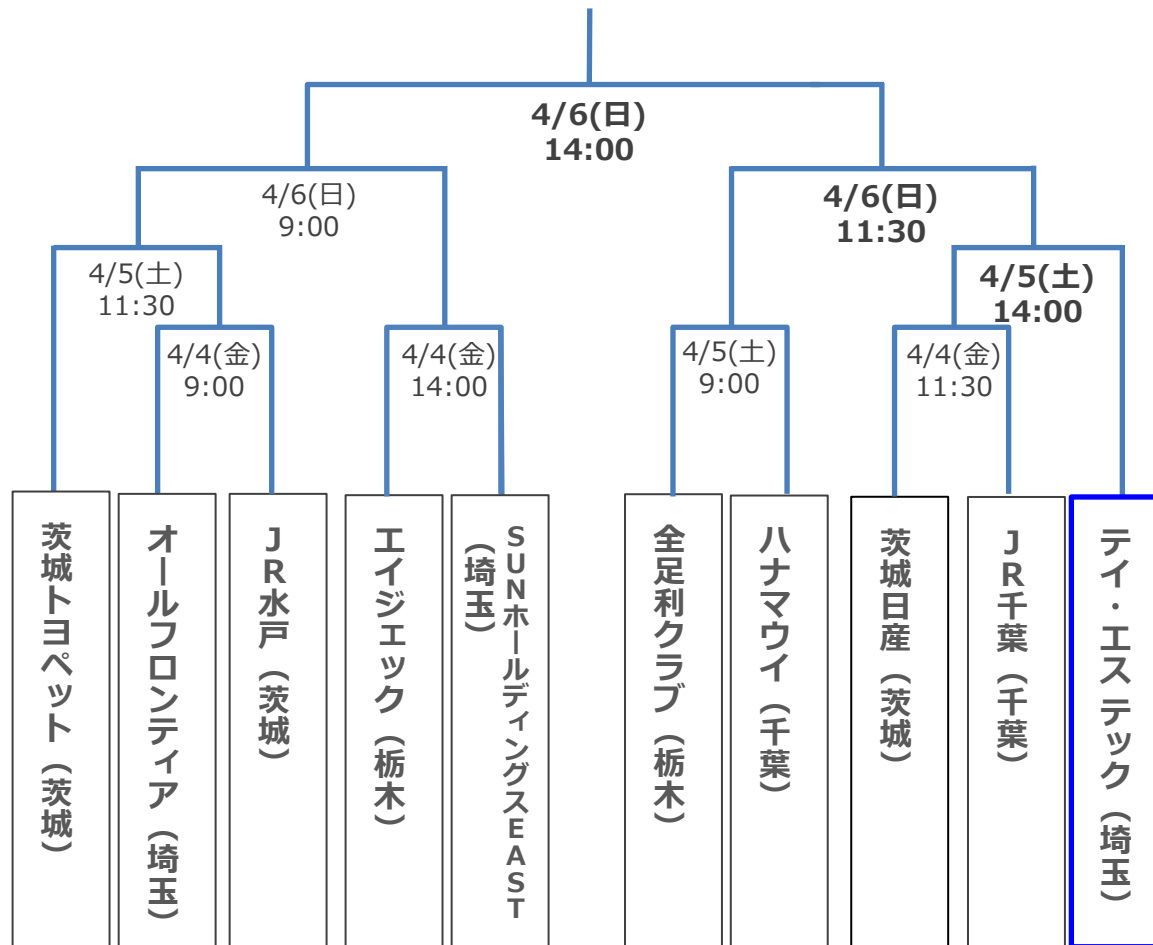 4/6(日)
14:00
4/6(日)
9:00
4/6(日)
11:30
4/5(土)
11:30
4/5(土)
14:00
4/4(金)
9:00
4/4(金)
14:00
4/5(土)
9:00
4/4(金)
11:30
茨城トヨペット（茨城）
オールフロンティア（埼玉）
ＪＲ水戸（茨城）
エイジェック（栃木）
ＳＵＮホールディングスＥＡＳＴ
（埼玉）
全足利クラブ（栃木）
ハナマウイ（千葉）
茨城日産（茨城）
ＪＲ千葉（千葉）
テイ・エス テック（埼玉）